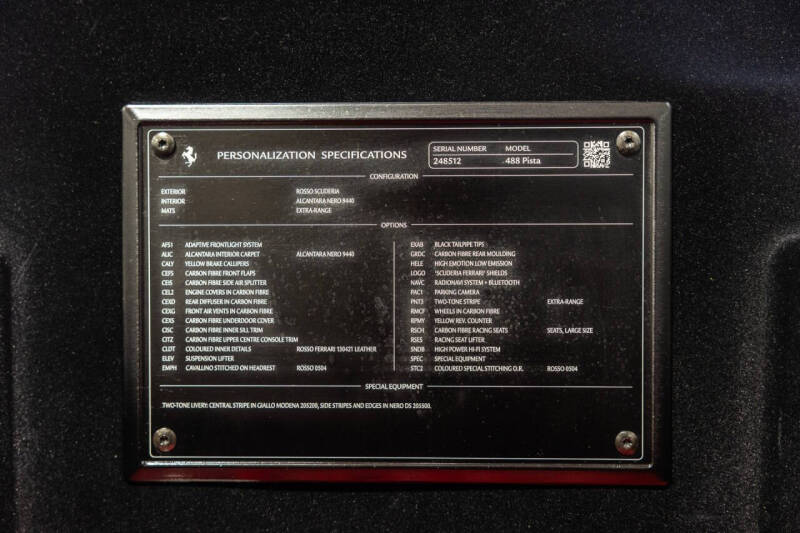 PERSONALIZATION SPECIFICATIONS
SERIAL NUMBER MODEL
248512 488 Pista
CONFIGURATION
EXTERIOR ROSSO SCUDERIA
INTERIOR ALCANTARA NERO 9440
MATS EXTRA-RANGE
OPTIONS
AFS1 ADAPTIVE FRONTLIGHT SYSTEM
ALIC ALCANTARA INTERIOR CARPET ALCANTARA NERO 9440
CALY YELLOW BRAKE CALLIPERS
CEFS CARBON FIBRE FRONT FLAPS
CEIS CARBON FIBRE SIDE AIR SPLITTER
CEL2 ENGINE COVERS IN CARBON FIBRE
CEXD REAR DIFFUSER IN CARBON FIBRE
CEXG FRONT AIR VENTS IN CARBON FIBRE
CEXS CARBON FIBRE UNDERDOOR COVER
CISC CARBON FIBRE INNER SILL TRIM
CITZ CARBON FIBRE UPPER CENTRE CONSOLE TRIM
CLDT COLOURED INNER DETAILS ROSSO FERRARI 130421 LEATHER
ELEV SUSPENSION LIFTER
EMPH CAVALLINO STITCHED ON HEADREST ROSSO 0504
EXAB BLACK TAILPIPE TIPS
GRDC CARBON FIBRE REAR MOULDING
HELE HIGH EMOTION LOW EMISSION
LOGO 'SCUDERIA FERRARI' SHIELDS
NAVC RADIONAVI SYSTEM + BLUETOOTH
PAC1 PARKING CAMERA
PNT3 TWO-TONE STRIPE EXTRA-RANGE
RMCF WHEELS IN CARBON FIBRE
RPMY YELLOW REV. COUNTER
RSCH CARBON FIBRE RACING SEATS SEATS, LARGE SIZE
RSES RACING SEAT LIFTER
SNDB HIGH POWER HI-FI SYSTEM
SPEC SPECIAL EQUIPMENT
STC2 COLOURED SPECIAL STITCHING O.R. ROSSO 0504
SPECIAL EQUIPMENT
.TWO-TONE LIVERY: CENTRAL STRIPE IN GIALLO MODENA 205200, SIDE STRIPES AND EDGES IN NERO DS 205500.